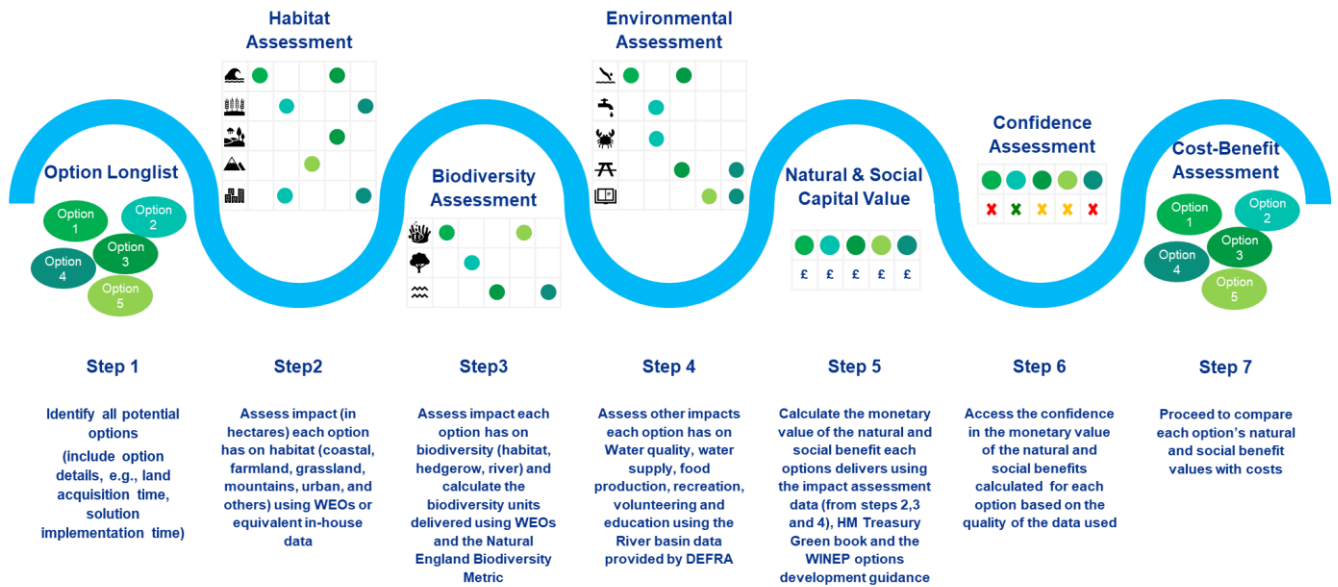 Habitat
Assessment
Environmental
Assessment
Option Longlist
Option
1
Option
2
Option
3
Option
4
Option
5
Biodiversity
Assessment
Natural & Social
Capital Value
£ £ £ £ £
Confidence
Assessment
Cost-Benefit
Assessment
Option
1
Option
2
Option
3
Option
4
Option
5
Step 1
Identify all potential
options
(include option
details, e.g., land
acquisition time,
solution
implementation time)
Step2
Assess impact (in
hectares) each option
has on habitat (coastal,
farmland, grassland,
mountains, urban, and
others) using WEOs or
equivalent in-house
data
Step3
Assess impact each
option has on
biodiversity (habitat,
hedgerow, river) and
calculate the
biodiversity units
delivered using WEOs
and the Natural
England Biodiversity
Metric
Step 4
Assess other impacts
each option has on
Water quality, water
supply, food
production, recreation,
volunteering and
education using the
River basin data
provided by DEFRA
Step 5
Calculate the monetary
value of the natural and
social benefit each
options delivers using
the impact assessment
data (from steps 2,3
and 4), HM Treasury
Green book and the
WINEP options
development guidance
Step 6
Access the confidence
in the monetary value
of the natural and
social benefits
calculated for each
option based on the
quality of the data used
Step 7
Proceed to compare
each option's natural
and social benefit
values with costs